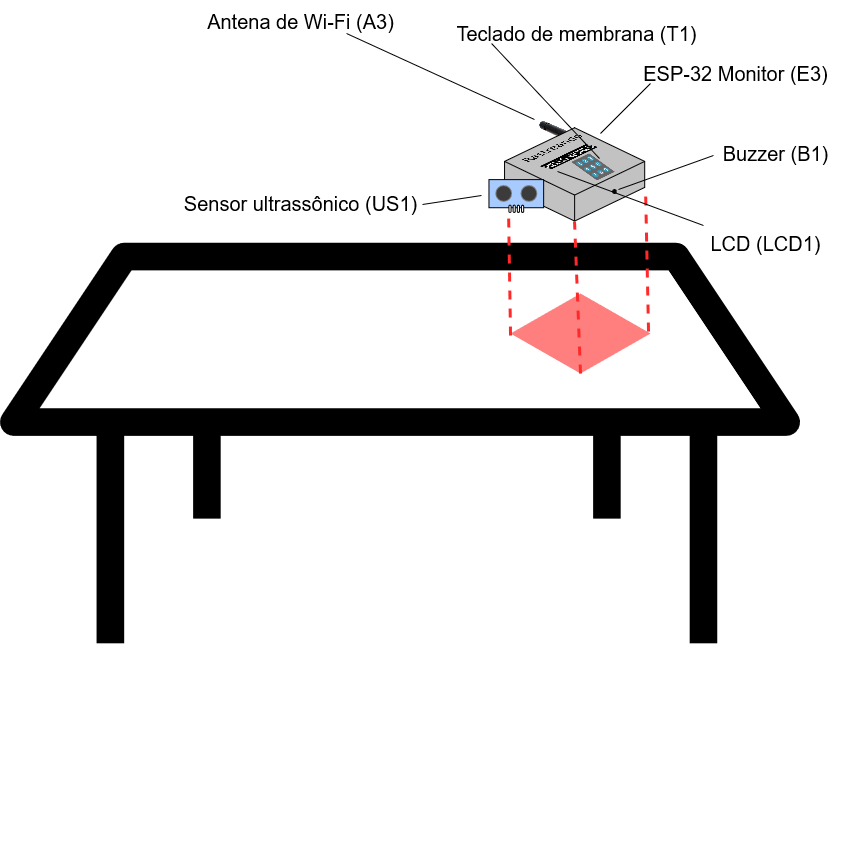 Antena de Wi-Fi (A3)
Teclado de membrana (T1)
ESP-32 Monitor (E3)
Buzzer (B1)
Sensor ultrassônico (US1)
LCD (LCD1)